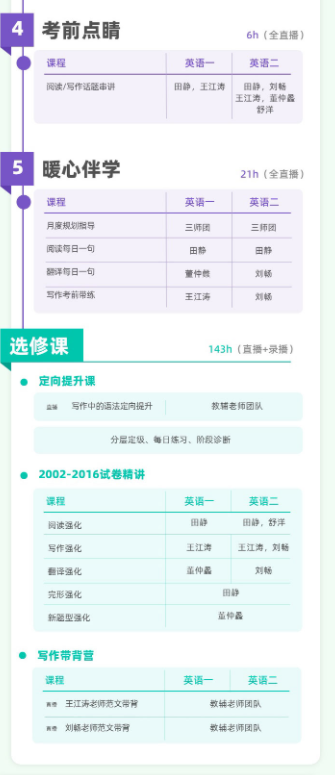 4 考前点睛 6h（全直播）
课程 英语一 英语二
阅读/写作话题串讲 田静，王江涛 田静，刘畅
王江涛，董仲蠡
舒洋
5 暖心伴学 21h（全直播）
课程 英语一 英语二
月度规划指导 三师团 三师团
阅读每日一句 田静 田静
翻译每日一句 董仲蠡 刘畅
写作考前带练 王江涛 刘畅
选修课 143h（直播+录播）
定向提升课
直播 写作中的语法定向提升 教辅老师团队
分层定级、每日练习、阶段诊断
2002-2016试卷精讲
课程 英语一 英语二
阅读强化 田静 田静，舒洋
写作强化 王江涛 王江涛，刘畅
翻译强化 董仲蠡 刘畅
完形强化 田静
新题型强化 董仲蠡
写作带背营
课程 英语一 英语二
王江涛老师范文带背 教辅老师团队
刘畅老师范文带背 教辅老师团队